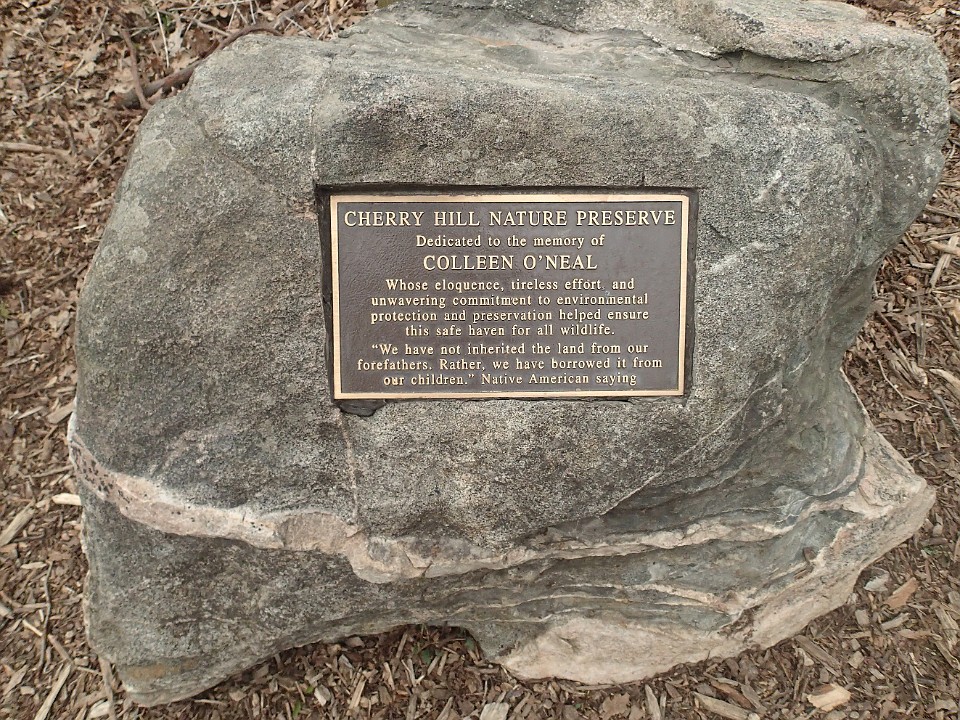 CHERRY HILL NATURE PRESERVE
Dedicated to the memory of
COLLEEN O'NEAL
Whose eloquence, tireless effort, and
unwavering commitment to environmental
protection and preservation helped ensure
this safe haven for all wildlife.
"We have not inherited the land from our
forefathers. Rather, we have borrowed it from
our children." Native American saying